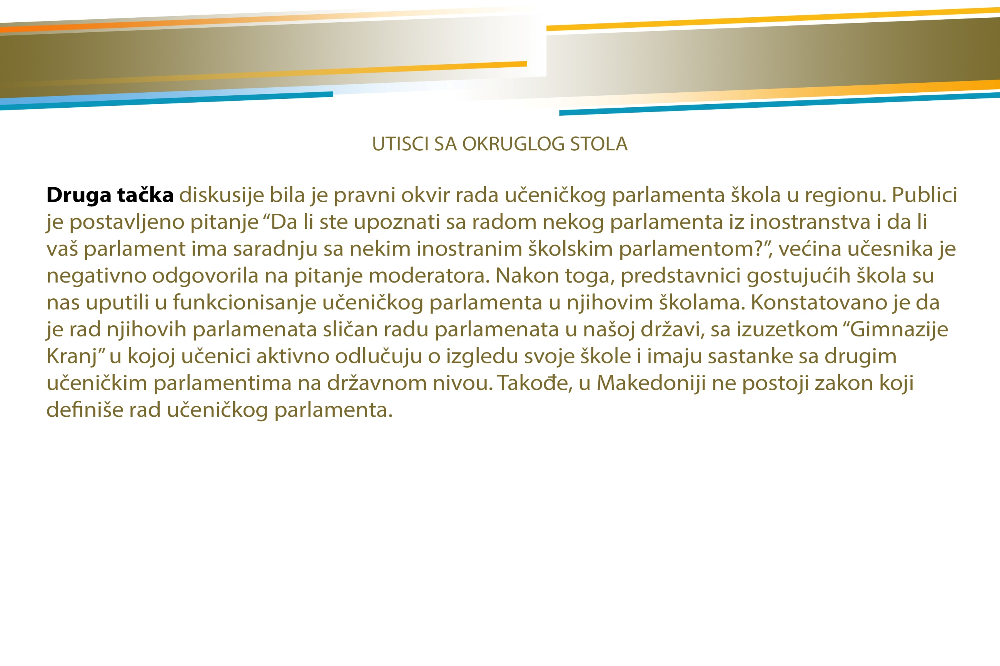 UTISCI SA OKRUGLOG STOLA
Druga tačka diskusije bila je pravni okvir rada učeničkog parlamenta škola u regionu. Publici
je postavljeno pitanje “Da li ste upoznati sa radom nekog parlamenta iz inostranstva i da li
vaš parlament ima saradnju sa nekim inostranim školskim parlamentom?”, većina učesnika je
negativno odgovorila na pitanje moderatora. Nakon toga, predstavnici gostujućih škola su
nas uputili u funkcionisanje učeničkog parlamenta u njihovim školama. Konstatovano je da
je rad njihovih parlamenata sličan radu parlamenata u našoj državi, sa izuzetkom “Gimnazije
Kranj” u kojoj učenici aktivno odlučuju o izgledu svoje škole i imaju sastanke sa drugim
učeničkim parlamentima na državnom nivou. Takođe, u Makedoniji ne postoji zakon koji
definiše rad učeničkog parlamenta.